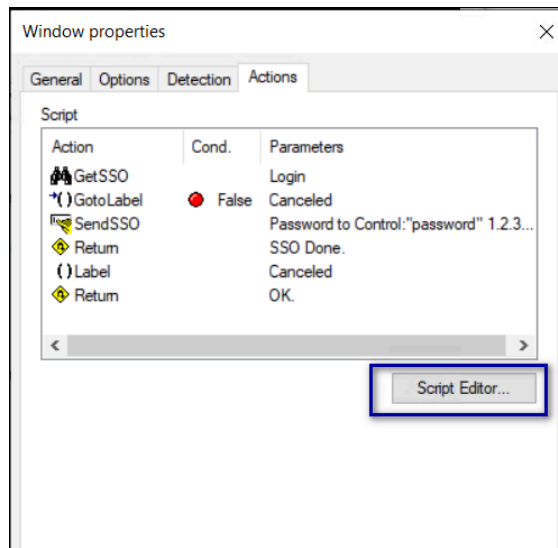 Window properties
General Options Detection Actions
Script
Action Cond. Parameters
GetSSO Login
GotoLabel False Canceled
SendSSO Password to Control:"password" 1.2.3...
Return SSO Done.
( ) Label Canceled
Return OK.
Script Editor...